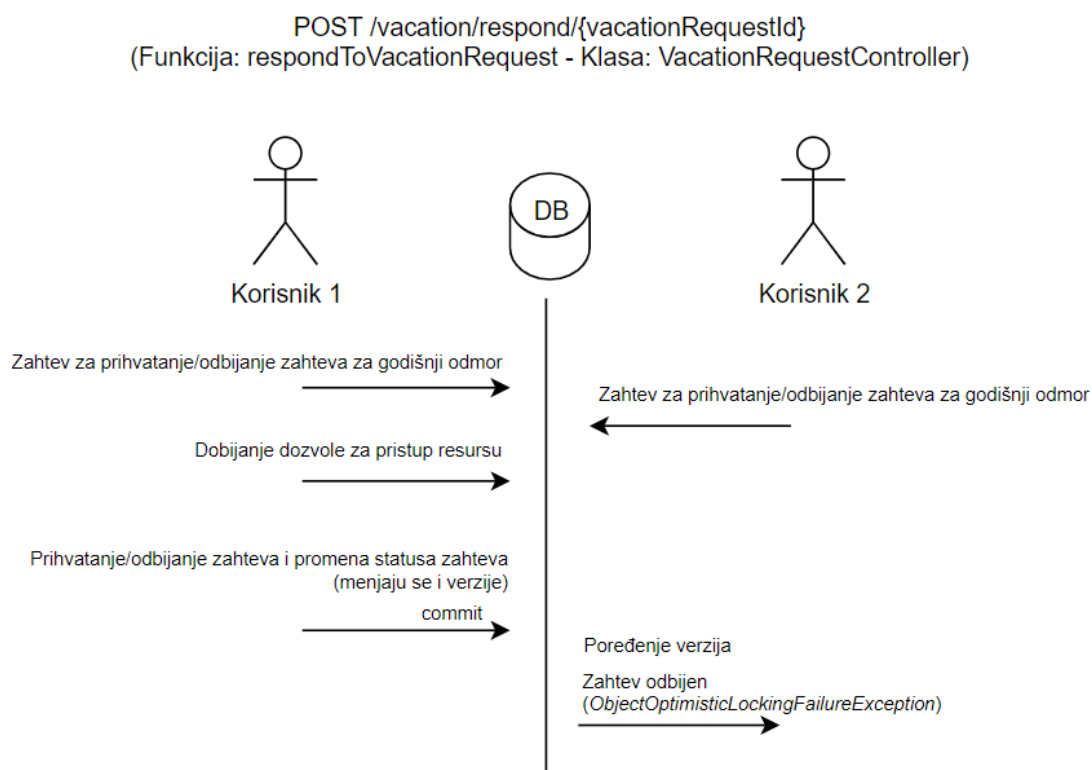 POST /vacation/respond/{vacationRequestId}
(Funkcija: respondToVacationRequest - Klasa: VacationRequestController)
DB
Korisnik 1
Korisnik 2
Zahtev za prihvatanje/odbijanje zahteva za godišnji odmor
Zahtev za prihvatanje/odbijanje zahteva za godišnji odmor
Dobijanje dozvole za pristup resursu
Prihvatanje/odbijanje zahteva i promena statusa zahteva
(menjaju se i verzije)
commit
Poređenje verzija
Zahtev odbijen
(ObjectOptimisticLockingFailureException)